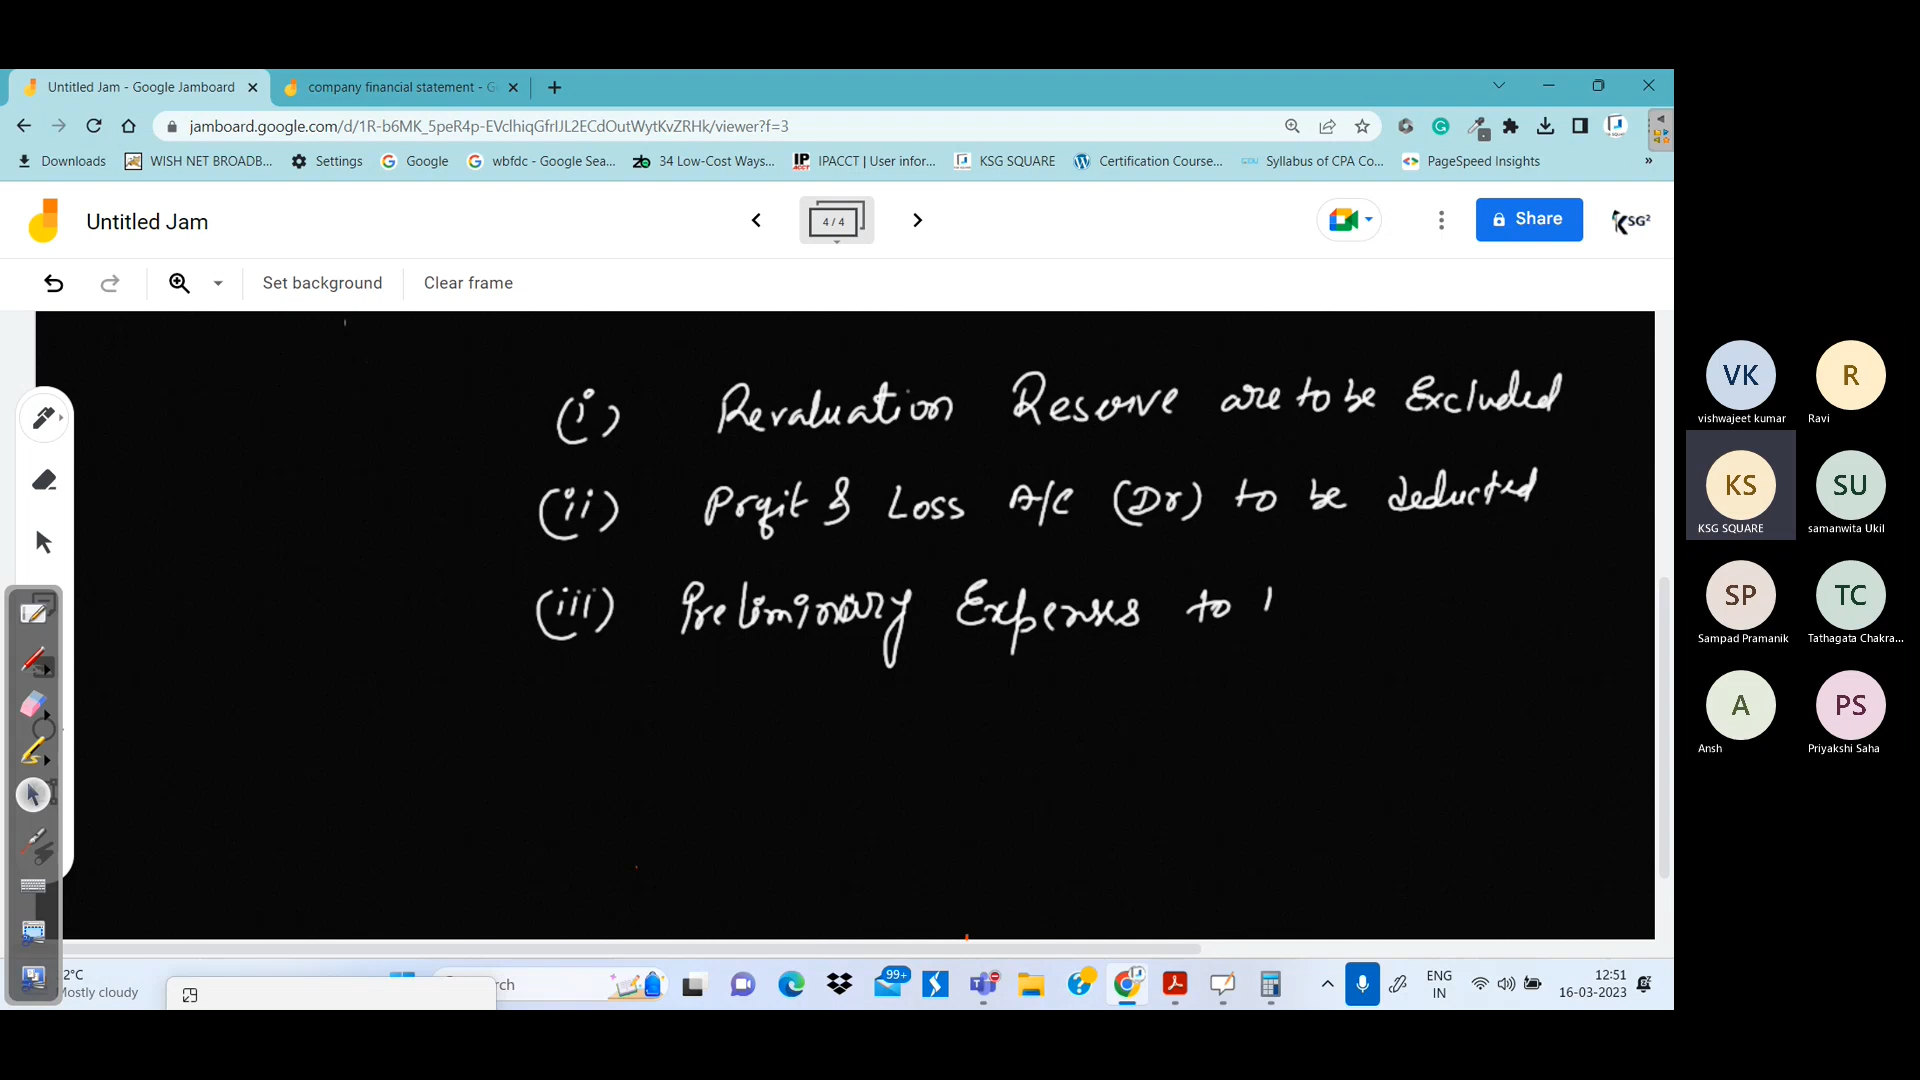 Untitled Jam - Google Jamboard
company financial statement - G
jamboard.google.com/d/1R-b6MK_5peR4p-EVclhiqGfrIJL2ECdOutWytKvZRHk/viewer?f=3
Downloads WISH NET BROADB... Settings Google wbfdc - Google Sea... 34 Low-Cost Ways... IPACCT | User infor... KSG SQUARE Certification Course... Syllabus of CPA Co... PageSpeed Insights »
Untitled Jam
4 / 4
Share
KSG²
Set background
Clear frame
(i) Revaluation Reserve are to be Excluded
(ii) Profit & Loss A/C (Dr) to be deducted
(iii) Preliminary Expenses to
VK
vishwajeet kumar
R
Ravi
KS
KSG SQUARE
SU
samanwita Ukil
SP
Sampad Pramanik
TC
Tathagata Chakra...
A
Ansh
PS
Priyakshi Saha
2°C
Mostly cloudy
rch
99+
ENG
IN
12:51
16-03-2023